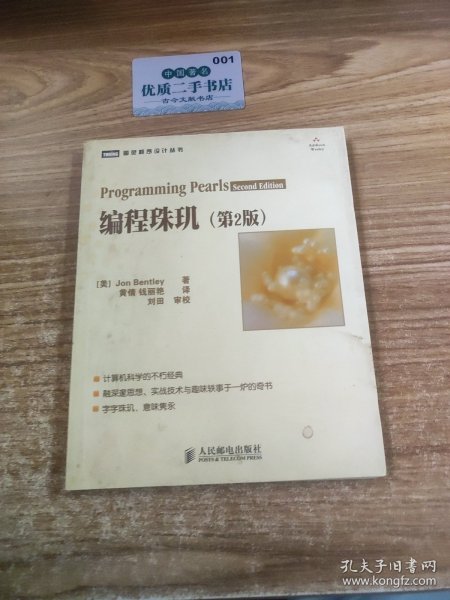 001
中国著名
优质二手书店
古今文献书店
TURING 图灵程序设计丛书
Addison
Wesley
Programming Pearls Second Edition
编程珠玑（第2版）
[美] Jon Bentley 著
黄倩 钱丽艳 译
刘田 审校
计算机科学的不朽经典
融深邃思想、实战技术与趣味轶事于一炉的奇书
字字珠玑，意味隽永
人民邮电出版社
POSTS & TELECOM PRESS
孔夫子旧书网
www.kongfz.com